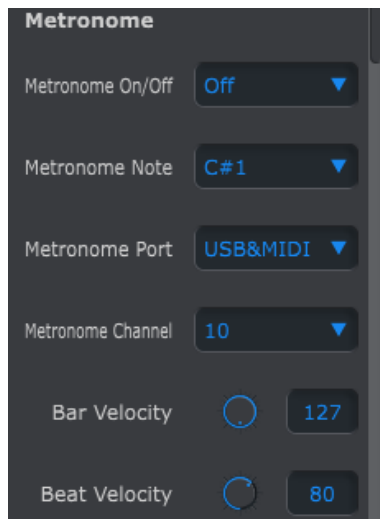 Metronome
Metronome On/Off Off
Metronome Note C#1
Metronome Port USB&MIDI
Metronome Channel 10
Bar Velocity 127
Beat Velocity 80